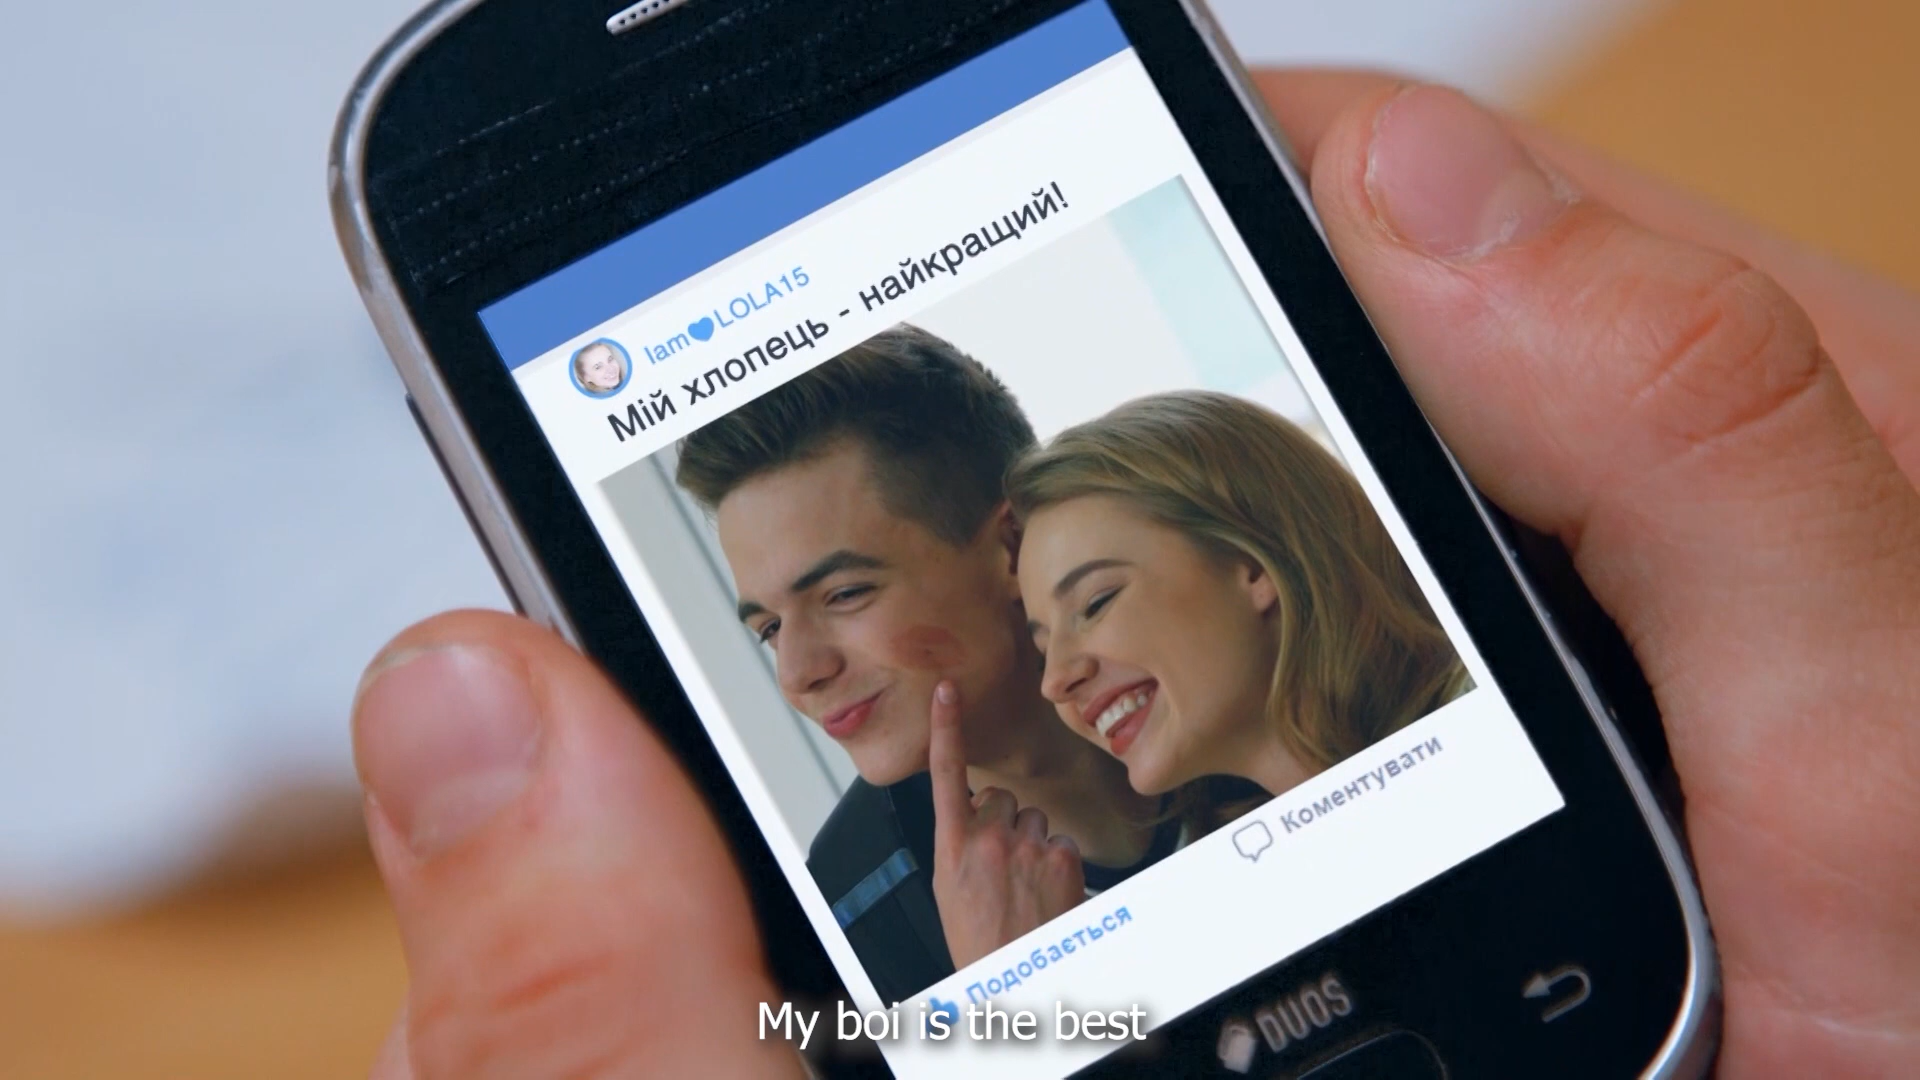 Iam💙LOLA15
Мій хлопець - найкращий!
Коментувати
Подобається
My boi is the best
DUOS